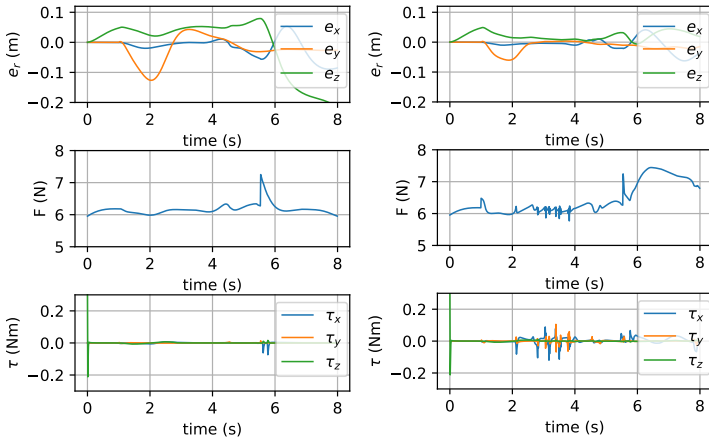 0.1
0.0
−0.1
−0.2
e_r (m)
e_x
e_y
e_z
0 2 4 6 8
time (s)
8
7
6
5
F (N)
0 2 4 6 8
time (s)
0.2
0.0
−0.2
τ (Nm)
τ_x
τ_y
τ_z
0 2 4 6 8
time (s)
0.1
0.0
−0.1
−0.2
e_r (m)
e_x
e_y
e_z
0 2 4 6 8
time (s)
8
7
6
5
F (N)
0 2 4 6 8
time (s)
0.2
0.0
−0.2
τ (Nm)
τ_x
τ_y
τ_z
0 2 4 6 8
time (s)